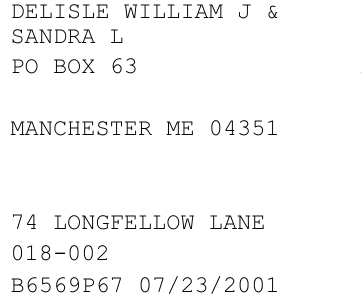 DELISLE WILLIAM J &
SANDRA L
PO BOX 63
MANCHESTER ME 04351
74 LONGFELLOW LANE
018-002
B6569P67 07/23/2001